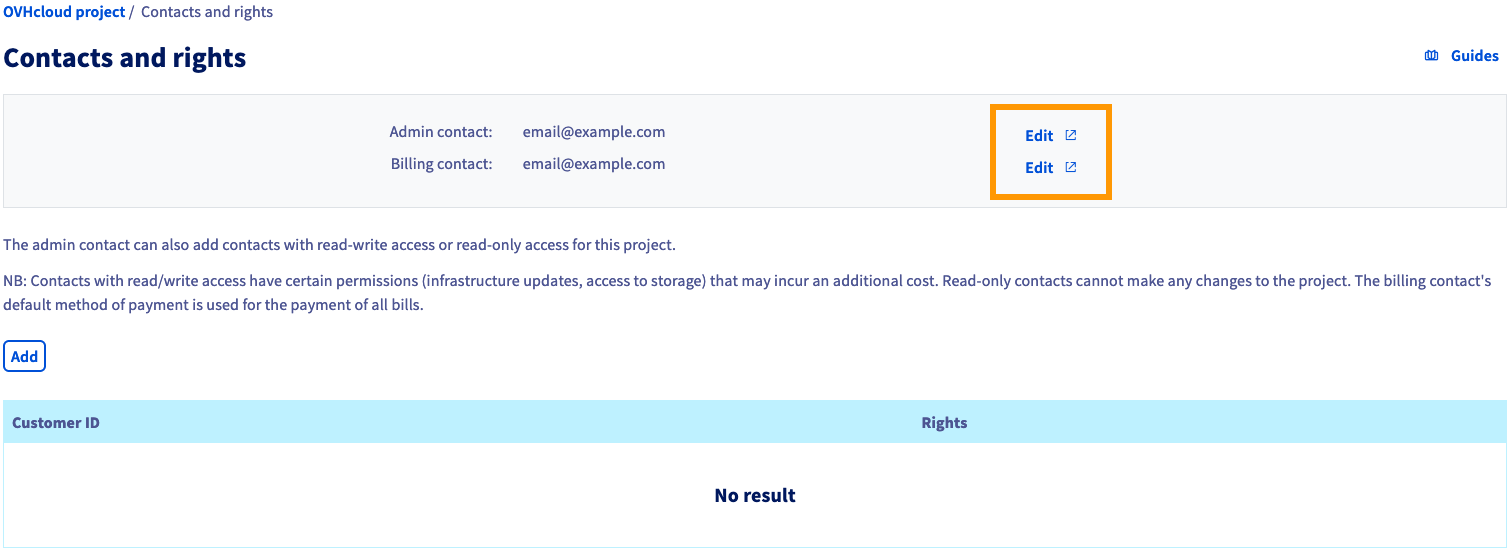 OVHcloud project / Contacts and rights
Contacts and rights
Guides
Admin contact: email@example.com Edit
Billing contact: email@example.com Edit
The admin contact can also add contacts with read-write access or read-only access for this project.
NB: Contacts with read/write access have certain permissions (infrastructure updates, access to storage) that may incur an additional cost. Read-only contacts cannot make any changes to the project. The billing contact's
default method of payment is used for the payment of all bills.
Add
Customer ID Rights
No result